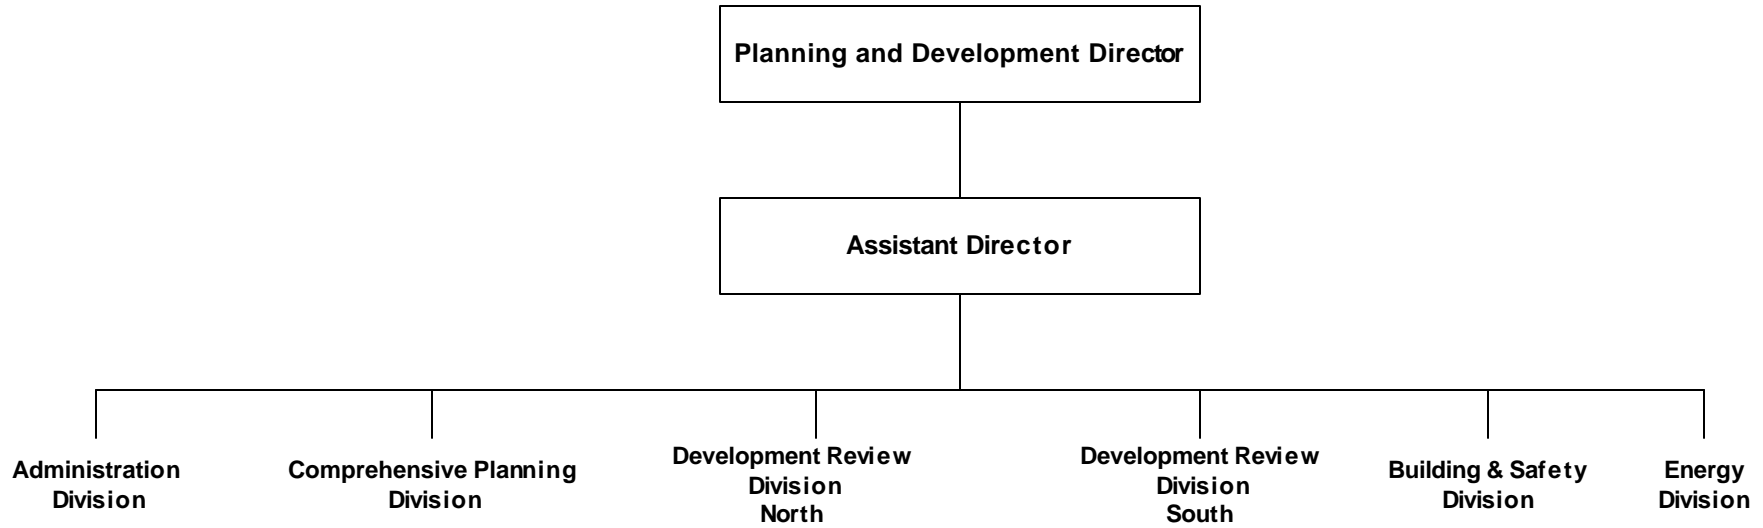 Planning and Development Director
Assistant Director
Administration
Division
Comprehensive Planning
Division
Development Review
Division
North
Development Review
Division
South
Building & Safety
Division
Energy
Division